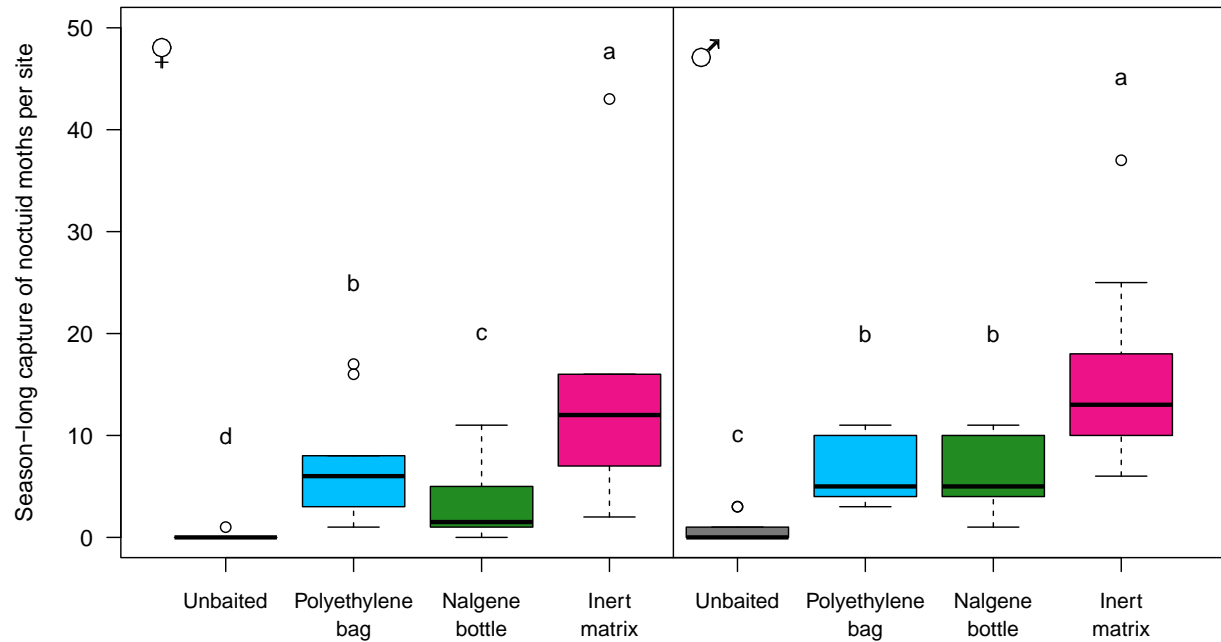 Season-long capture of noctuid moths per site
50
40
30
20
10
0
♀
a
b
c
d
♂
a
b
b
c
Unbaited
Polyethylene
bag
Nalgene
bottle
Inert
matrix
Unbaited
Polyethylene
bag
Nalgene
bottle
Inert
matrix